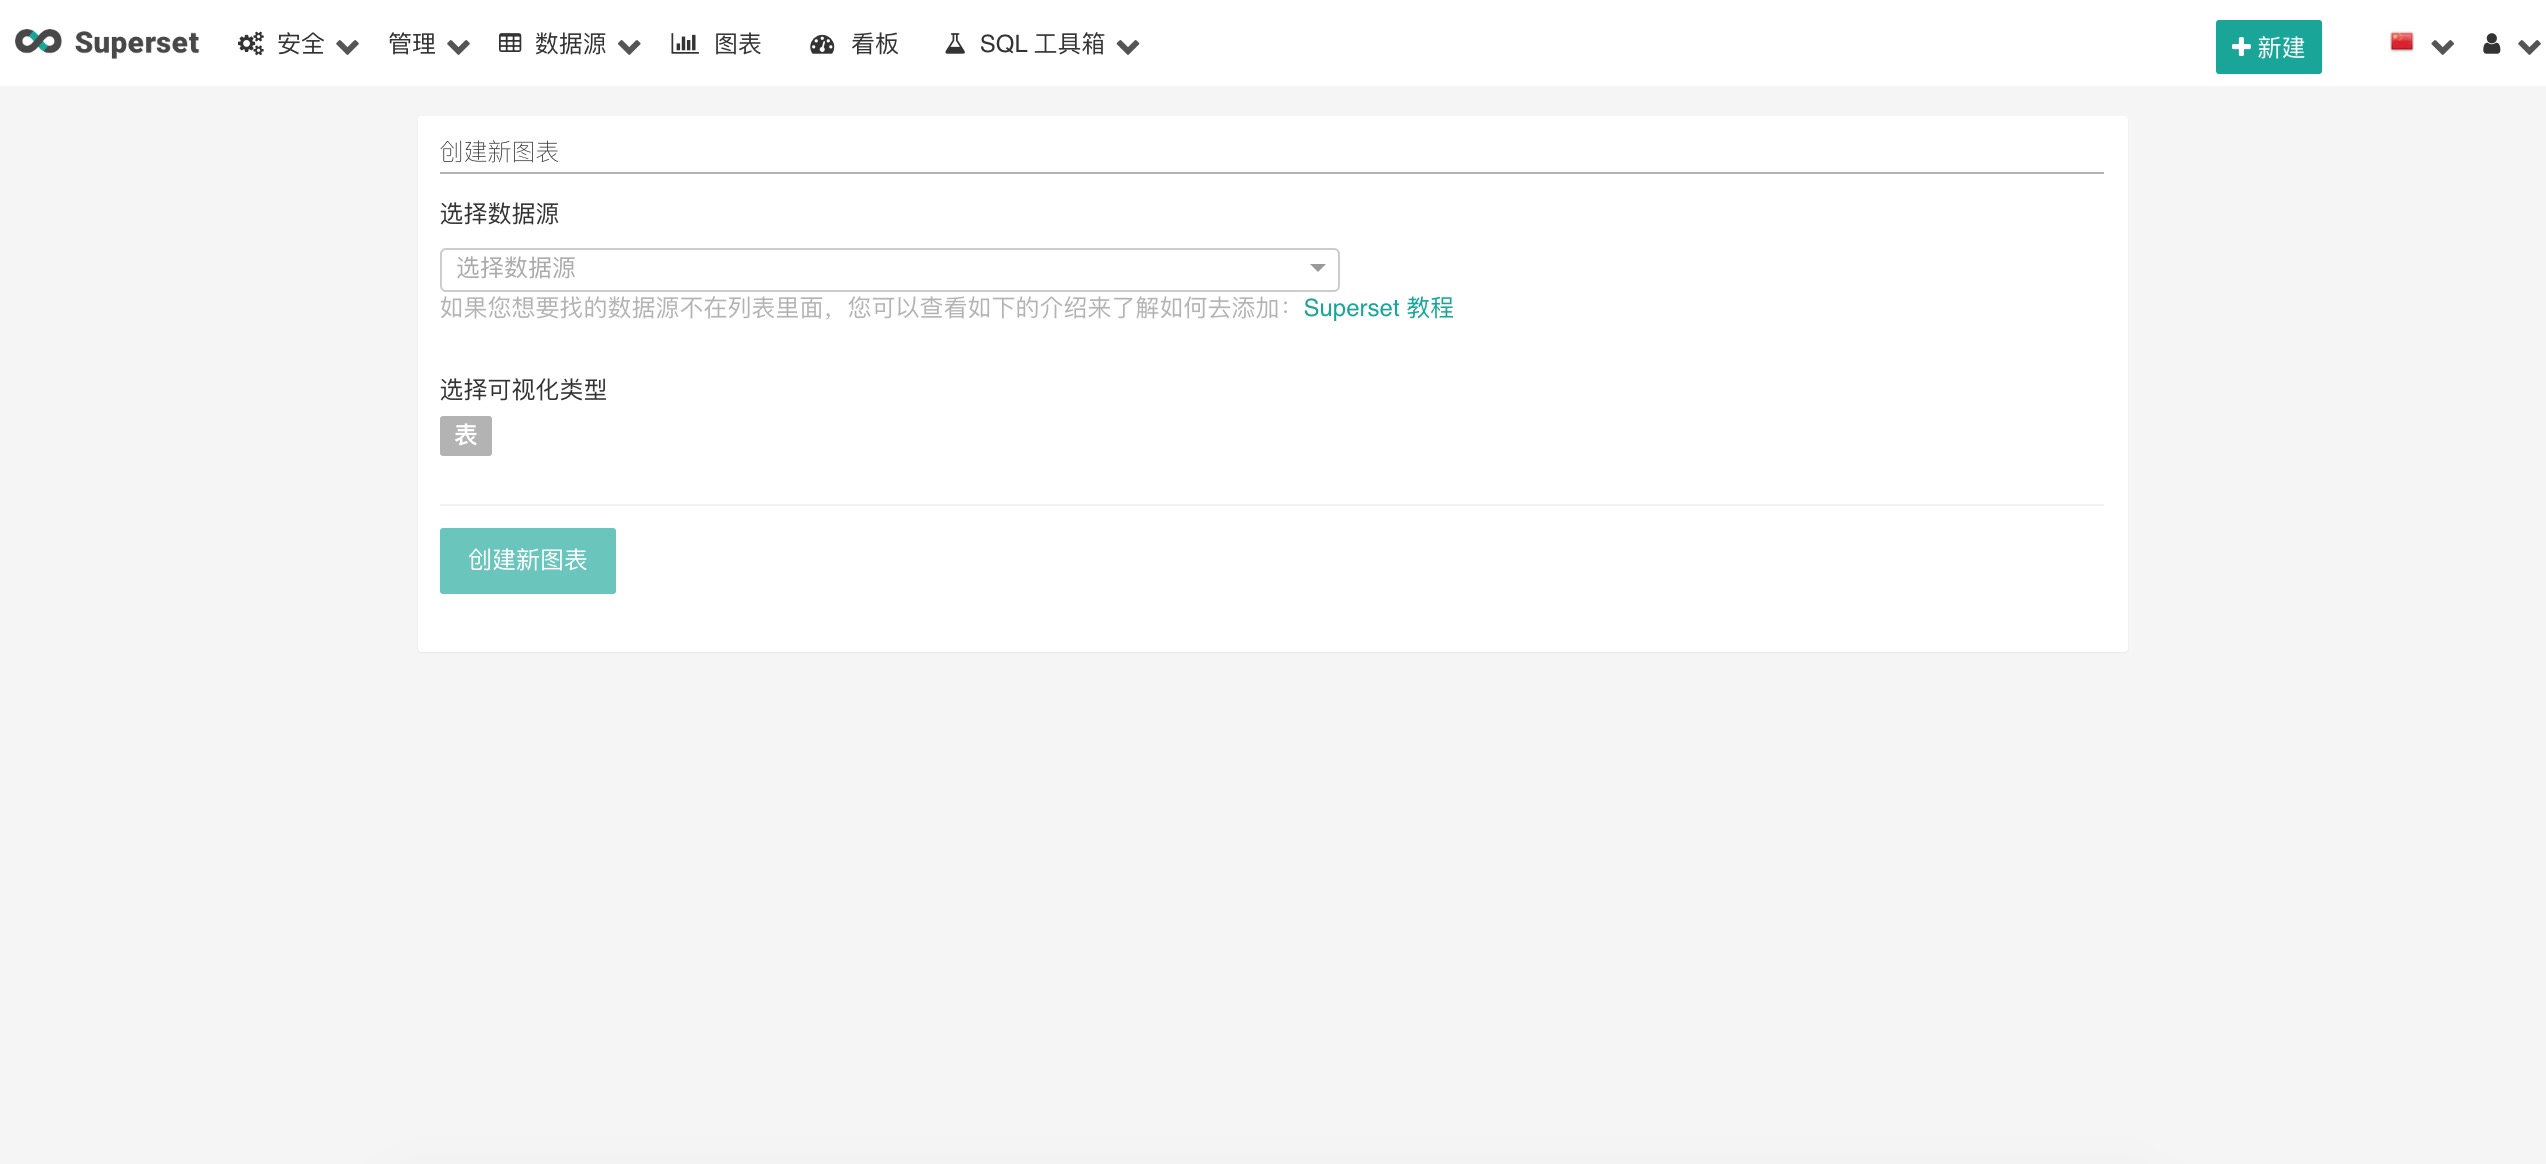 Superset 安全 管理 数据源 图表 看板 SQL 工具箱 新建
创建新图表
选择数据源
选择数据源
如果您想要找的数据源不在列表里面，您可以查看如下的介绍来了解如何去添加：Superset 教程
选择可视化类型
表
创建新图表